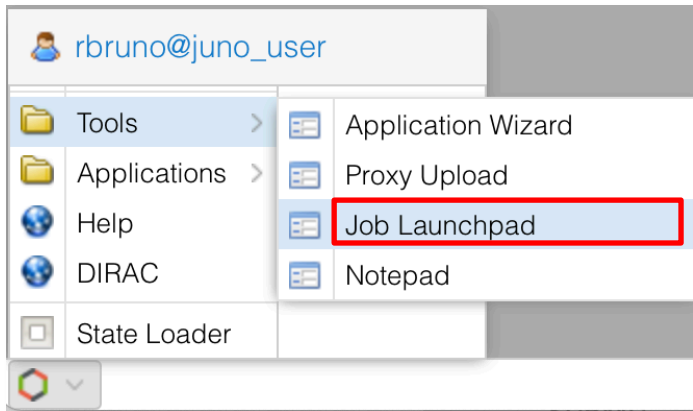 rbruno@juno_user
Tools
Applications
Help
DIRAC
State Loader
Application Wizard
Proxy Upload
Job Launchpad
Notepad